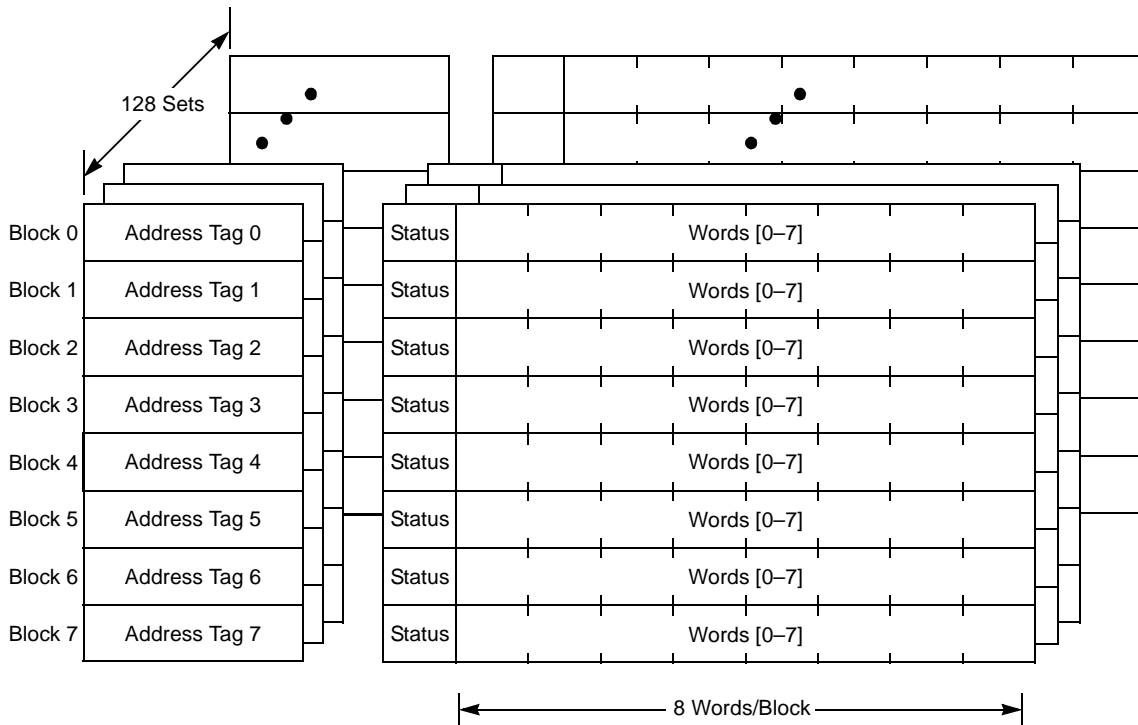 128 Sets
Block 0 Address Tag 0 Status Words [0–7]
Block 1 Address Tag 1 Status Words [0–7]
Block 2 Address Tag 2 Status Words [0–7]
Block 3 Address Tag 3 Status Words [0–7]
Block 4 Address Tag 4 Status Words [0–7]
Block 5 Address Tag 5 Status Words [0–7]
Block 6 Address Tag 6 Status Words [0–7]
Block 7 Address Tag 7 Status Words [0–7]
8 Words/Block